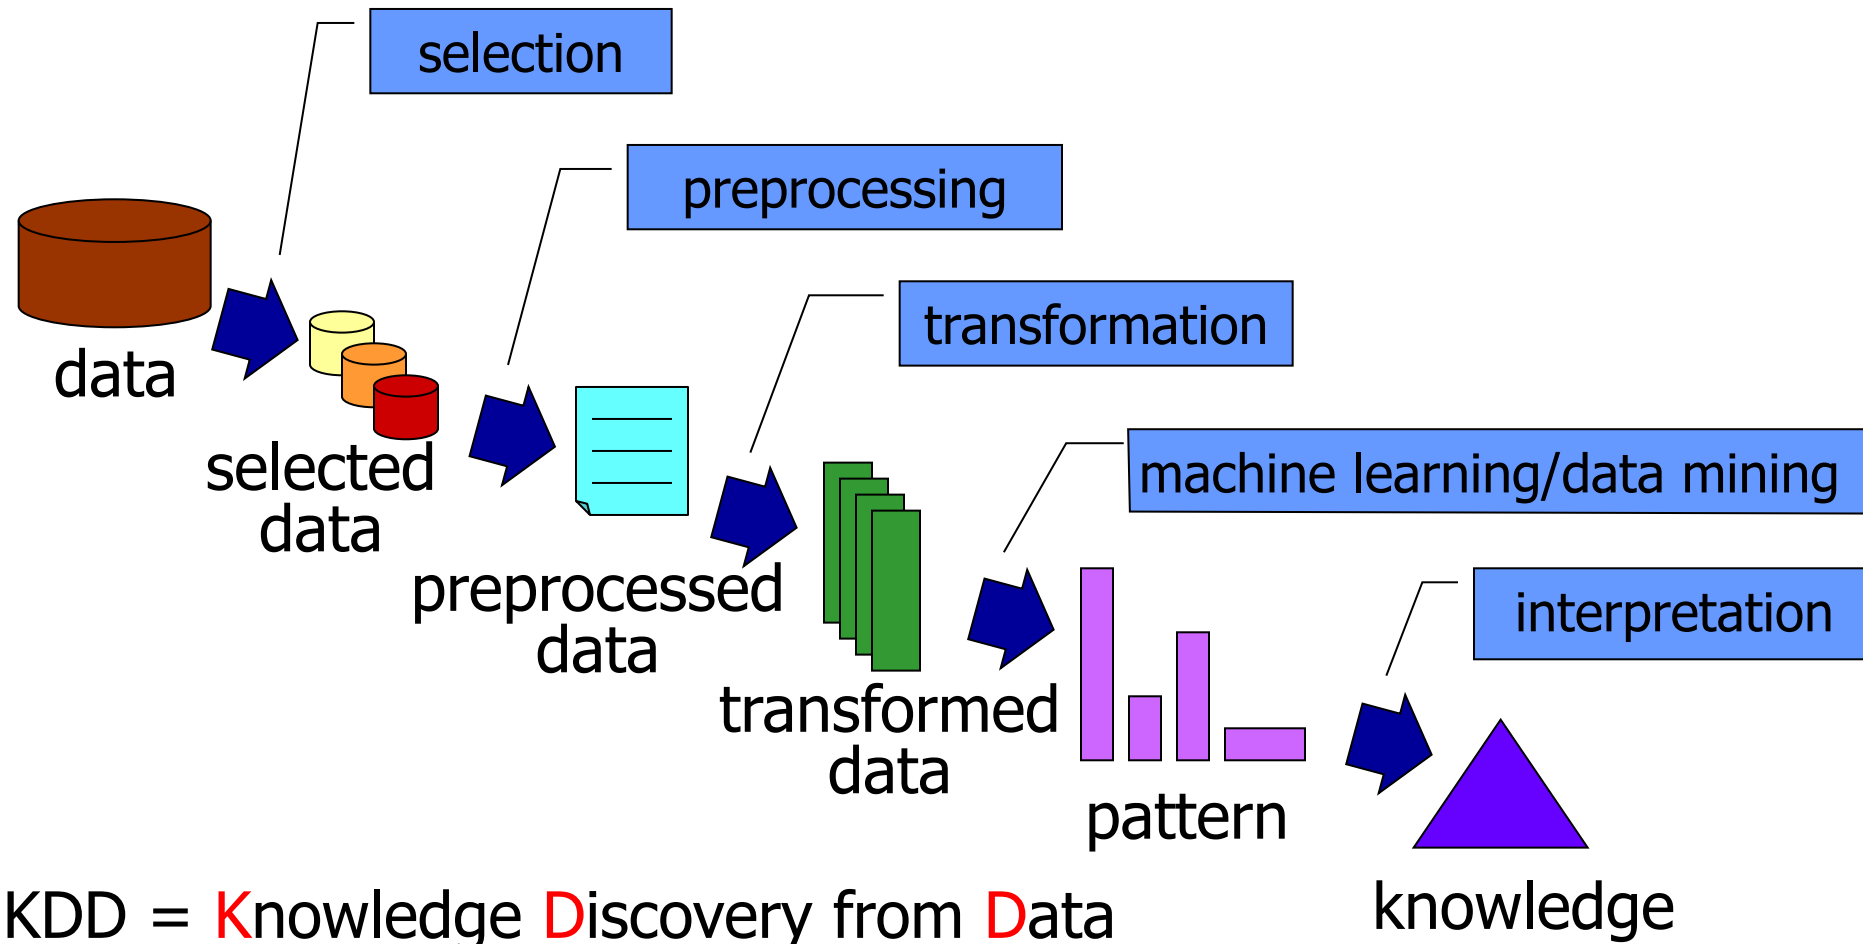 selection
preprocessing
data
transformation
selected
data
machine learning/data mining
preprocessed
data
interpretation
transformed
data
pattern
knowledge
KDD = Knowledge Discovery from Data